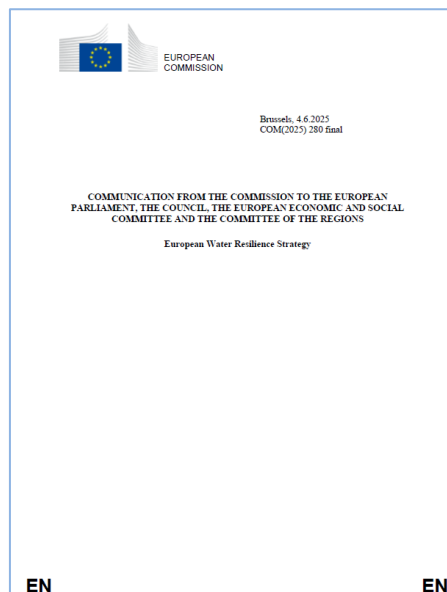 EUROPEAN
COMMISSION
Brussels, 4.6.2025
COM(2025) 280 final
COMMUNICATION FROM THE COMMISSION TO THE EUROPEAN
PARLIAMENT, THE COUNCIL, THE EUROPEAN ECONOMIC AND SOCIAL
COMMITTEE AND THE COMMITTEE OF THE REGIONS
European Water Resilience Strategy
EN EN